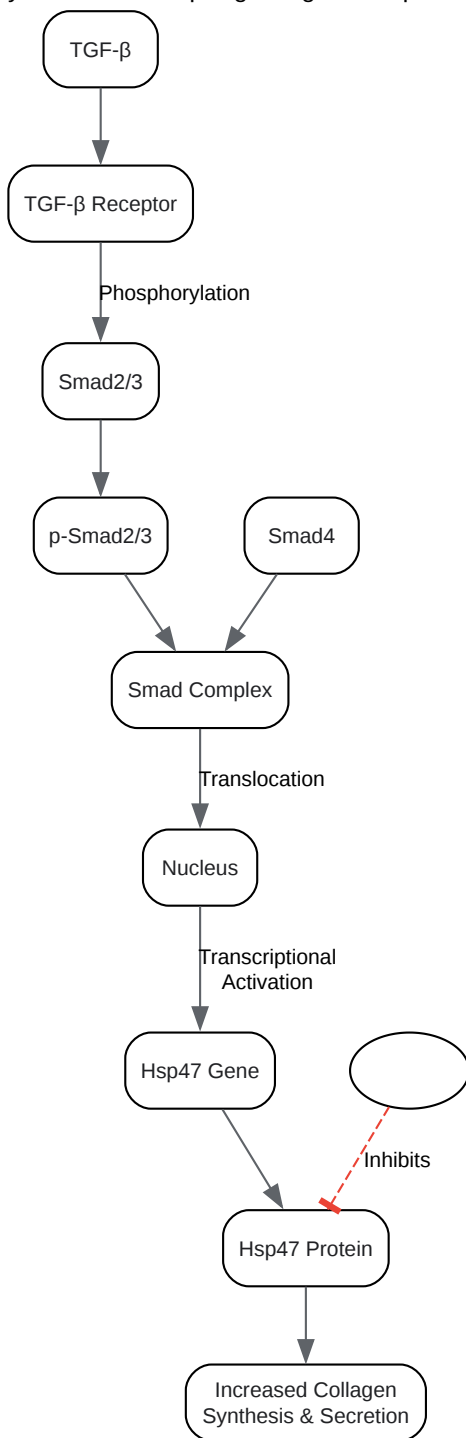 TGF-β
TGF-β Receptor
Phosphorylation
Smad2/3
p-Smad2/3
Smad4
Smad Complex
Translocation
Nucleus
Transcriptional
Activation
Hsp47 Gene
Inhibits
Hsp47 Protein
Increased Collagen
Synthesis & Secretion